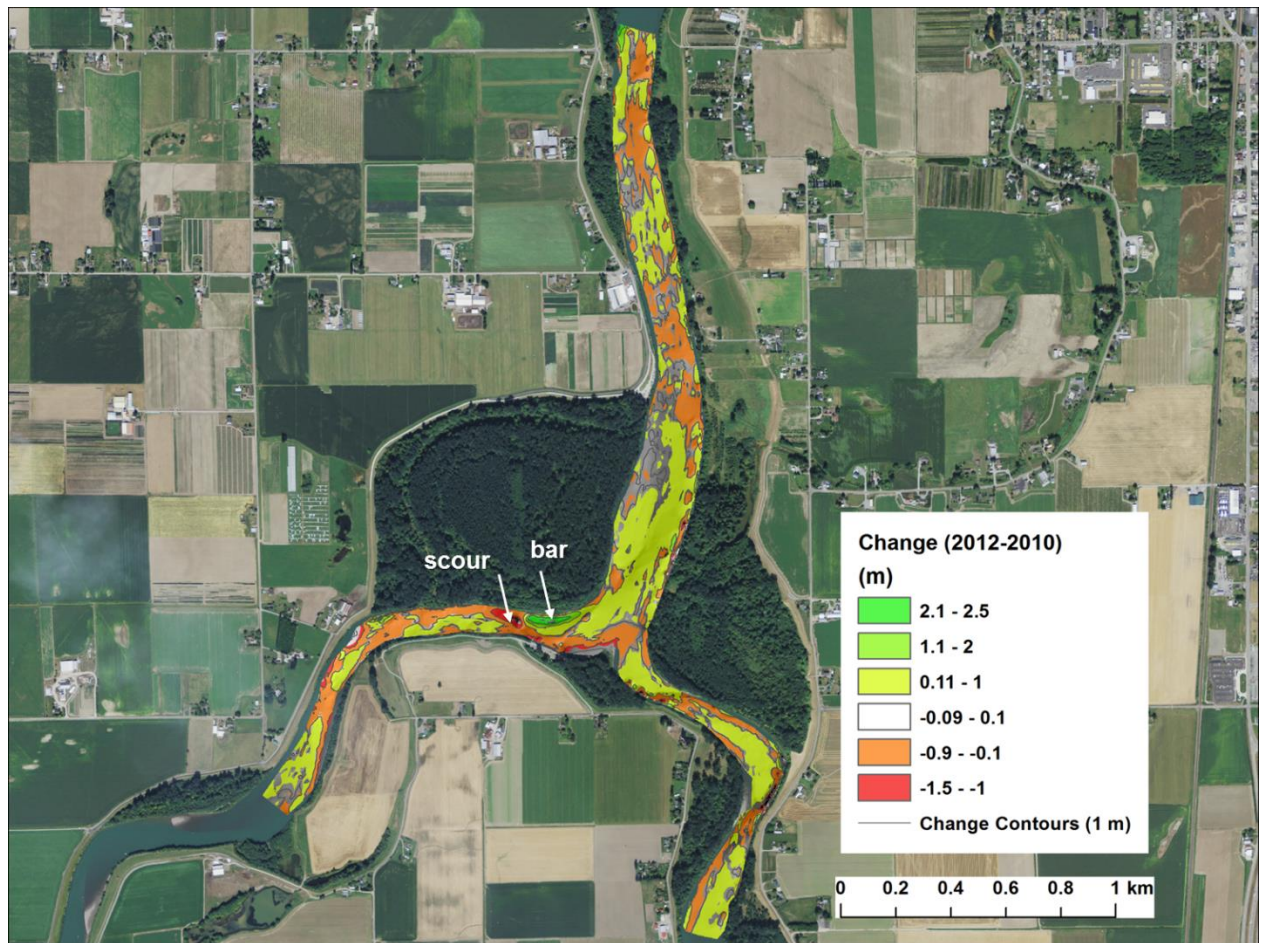 scour
bar
Change (2012-2010)
(m)
2.1 - 2.5
1.1 - 2
0.11 - 1
-0.09 - 0.1
-0.9 - -0.1
-1.5 - -1
Change Contours (1 m)
0 0.2 0.4 0.6 0.8 1 km